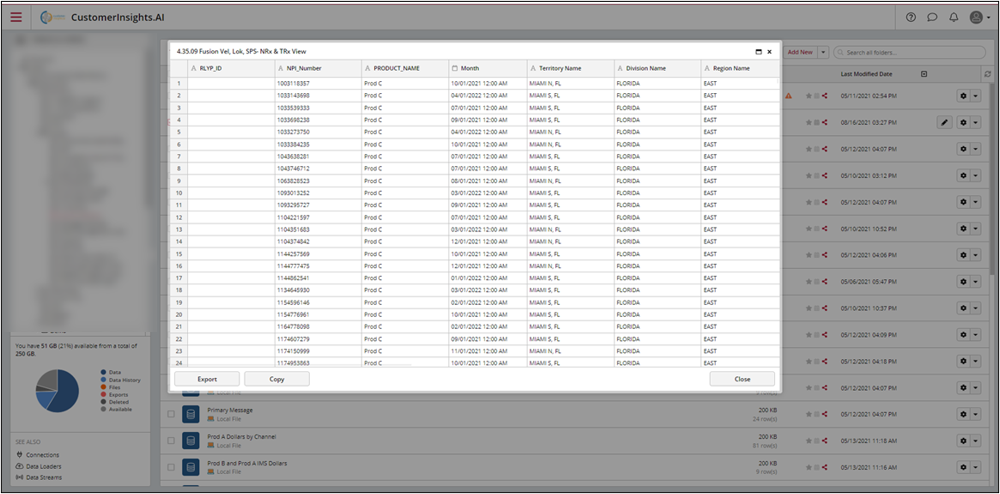 CustomerInsights.AI
4.35.09 Fusion Vel, Lok, SPS- NRx & TRx View
Add New
Search all folders...
RLYP_ID NPI_Number PRODUCT_NAME Month Territory Name Division Name Region Name
Last Modified Date
1 1003118357 Prod C 10/01/2021 12:00 AM MIAMI N, FL FLORIDA EAST
2 1033143698 Prod C 04/01/2022 12:00 AM MIAMI S, FL FLORIDA EAST
3 1033539333 Prod C 07/01/2021 12:00 AM MIAMI S, FL FLORIDA EAST
4 1033698238 Prod C 09/01/2021 12:00 AM MIAMI S, FL FLORIDA EAST
5 1033273750 Prod C 04/01/2022 12:00 AM MIAMI N, FL FLORIDA EAST
6 1033384235 Prod C 10/01/2021 12:00 AM MIAMI N, FL FLORIDA EAST
7 1043638281 Prod C 07/01/2021 12:00 AM MIAMI S, FL FLORIDA EAST
8 1043746712 Prod C 07/01/2021 12:00 AM MIAMI S, FL FLORIDA EAST
9 1063828323 Prod C 08/01/2021 12:00 AM MIAMI N, FL FLORIDA EAST
10 1093013252 Prod C 03/01/2022 12:00 AM MIAMI S, FL FLORIDA EAST
11 1093295727 Prod C 09/01/2021 12:00 AM MIAMI S, FL FLORIDA EAST
12 1104221597 Prod C 07/01/2021 12:00 AM MIAMI S, FL FLORIDA EAST
13 1104351683 Prod C 03/01/2022 12:00 AM MIAMI N, FL FLORIDA EAST
14 1104374842 Prod C 12/01/2021 12:00 AM MIAMI N, FL FLORIDA EAST
15 1144257569 Prod C 10/01/2021 12:00 AM MIAMI S, FL FLORIDA EAST
16 1144777475 Prod C 12/01/2021 12:00 AM MIAMI N, FL FLORIDA EAST
17 1144862541 Prod C 01/01/2022 12:00 AM MIAMI S, FL FLORIDA EAST
18 1134645930 Prod C 03/01/2022 12:00 AM MIAMI S, FL FLORIDA EAST
19 1154596146 Prod C 02/01/2022 12:00 AM MIAMI S, FL FLORIDA EAST
20 1154776961 Prod C 10/01/2021 12:00 AM MIAMI S, FL FLORIDA EAST
21 1164778098 Prod C 02/01/2022 12:00 AM MIAMI S, FL FLORIDA EAST
22 1174607279 Prod C 09/01/2021 12:00 AM MIAMI S, FL FLORIDA EAST
23 1174150999 Prod C 11/01/2021 12:00 AM MIAMI N, FL FLORIDA EAST
24 1174953863 Prod C 10/01/2021 12:00 AM MIAMI S, FL FLORIDA EAST
05/11/2021 02:54 PM
08/16/2021 03:27 PM
05/12/2021 04:07 PM
05/10/2021 03:12 PM
05/12/2021 04:07 PM
05/10/2021 10:52 PM
05/12/2021 04:07 PM
05/06/2021 05:47 PM
05/10/2021 10:37 PM
05/12/2021 04:09 PM
05/12/2021 04:18 PM
05/12/2021 04:07 PM
Export Copy Close
You have 51 GB (21%) available from a total of
250 GB.
Data
Data History
Files
Exports
Deleted
Available
SEE ALSO
Connections
Data Loaders
Data Streams
Local File
Primary Message 200 KB
Local File 24 row(s) 05/12/2021 04:07 PM
Prod A Dollars by Channel 200 KB
Local File 51 row(s) 05/13/2021 11:18 AM
Prod B and Prod A IMS Dollars 200 KB
Local File 9 row(s) 05/13/2021 11:16 AM